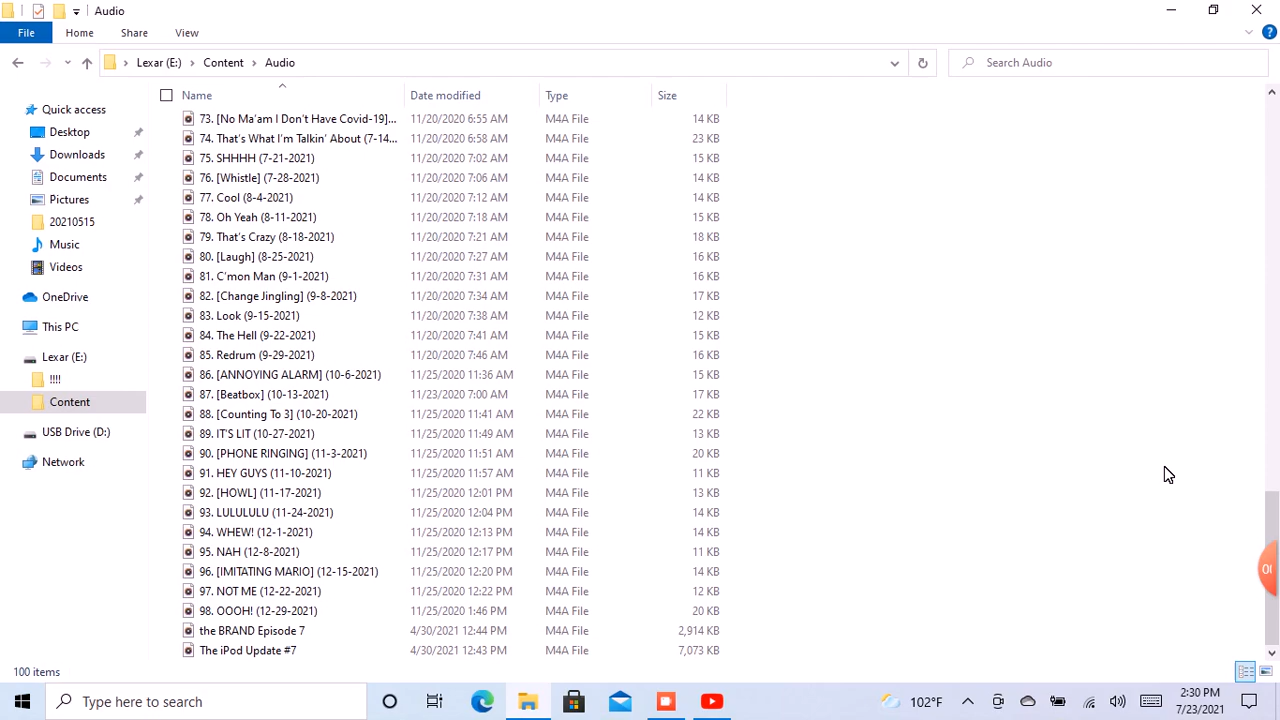 Audio
File Home Share View
Lexar (E:) Content Audio
Search Audio
Name Date modified Type Size
Quick access
Desktop
Downloads
Documents
Pictures
20210515
Music
Videos
OneDrive
This PC
Lexar (E:)
!!!!
Content
USB Drive (D:)
Network
73. [No Ma'am I Don't Have Covid-19]... 11/20/2020 6:55 AM M4A File 14 KB
74. That's What I'm Talkin' About (7-14... 11/20/2020 6:58 AM M4A File 23 KB
75. SHHHH (7-21-2021) 11/20/2020 7:02 AM M4A File 15 KB
76. [Whistle] (7-28-2021) 11/20/2020 7:06 AM M4A File 14 KB
77. Cool (8-4-2021) 11/20/2020 7:12 AM M4A File 14 KB
78. Oh Yeah (8-11-2021) 11/20/2020 7:18 AM M4A File 15 KB
79. That's Crazy (8-18-2021) 11/20/2020 7:21 AM M4A File 18 KB
80. [Laugh] (8-25-2021) 11/20/2020 7:27 AM M4A File 16 KB
81. C'mon Man (9-1-2021) 11/20/2020 7:31 AM M4A File 16 KB
82. [Change Jingling] (9-8-2021) 11/20/2020 7:34 AM M4A File 17 KB
83. Look (9-15-2021) 11/20/2020 7:38 AM M4A File 12 KB
84. The Hell (9-22-2021) 11/20/2020 7:41 AM M4A File 15 KB
85. Redrum (9-29-2021) 11/20/2020 7:46 AM M4A File 16 KB
86. [ANNOYING ALARM] (10-6-2021) 11/25/2020 11:36 AM M4A File 15 KB
87. [Beatbox] (10-13-2021) 11/23/2020 7:00 AM M4A File 17 KB
88. [Counting To 3] (10-20-2021) 11/25/2020 11:41 AM M4A File 22 KB
89. IT'S LIT (10-27-2021) 11/25/2020 11:49 AM M4A File 13 KB
90. [PHONE RINGING] (11-3-2021) 11/25/2020 11:51 AM M4A File 20 KB
91. HEY GUYS (11-10-2021) 11/25/2020 11:57 AM M4A File 11 KB
92. [HOWL] (11-17-2021) 11/25/2020 12:01 PM M4A File 13 KB
93. LULULULU (11-24-2021) 11/25/2020 12:04 PM M4A File 14 KB
94. WHEW! (12-1-2021) 11/25/2020 12:13 PM M4A File 14 KB
95. NAH (12-8-2021) 11/25/2020 12:17 PM M4A File 11 KB
96. [IMITATING MARIO] (12-15-2021) 11/25/2020 12:20 PM M4A File 14 KB
97. NOT ME (12-22-2021) 11/25/2020 12:22 PM M4A File 12 KB
98. OOOH! (12-29-2021) 11/25/2020 1:46 PM M4A File 20 KB
the BRAND Episode 7 4/30/2021 12:44 PM M4A File 2,914 KB
The iPod Update #7 4/30/2021 12:43 PM M4A File 7,073 KB
100 items
Type here to search
102°F
2:30 PM
7/23/2021